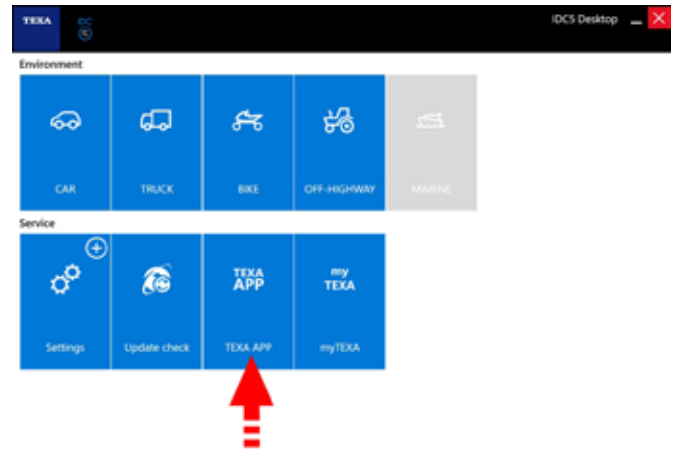 TEXA IDC5 IDC5 Desktop
Environment
CAR TRUCK BIKE OFF-HIGHWAY MARINE
Service
TEXA APP my TEXA
Settings Update check TEXA APP myTEXA